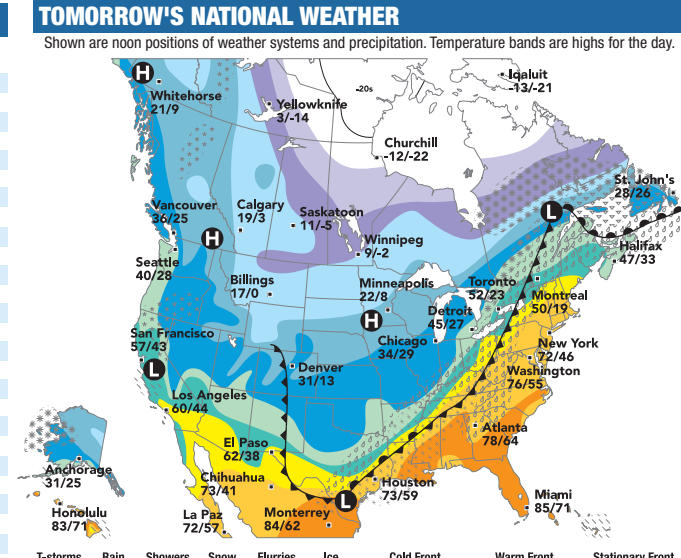 TOMORROW'S NATIONAL WEATHER
Shown are noon positions of weather systems and precipitation. Temperature bands are highs for the day.
H
Whitehorse
21/9
Yellowknife
3/-14
-20s
Iqaluit
-13/-21
Churchill
-12/-22
St. John's
28/26
Vancouver
36/25
Calgary
19/3
Saskatoon
11/-5
L
H
Winnipeg
9/-2
Halifax
47/33
Seattle
40/28
Billings
17/0
Minneapolis
22/8
Toronto
52/23
Montreal
50/19
H
Detroit
45/27
San Francisco
57/43
Chicago
34/29
New York
72/46
L
Denver
31/13
Washington
76/55
Los Angeles
60/44
Atlanta
78/64
El Paso
62/38
Anchorage
31/25
Chihuahua
73/41
Houston
73/59
L
Miami
85/71
Honolulu
83/71
La Paz
72/57
Monterrey
84/62
T-storms Rain Showers Snow Flurries Ice Cold Front Warm Front Stationary Front